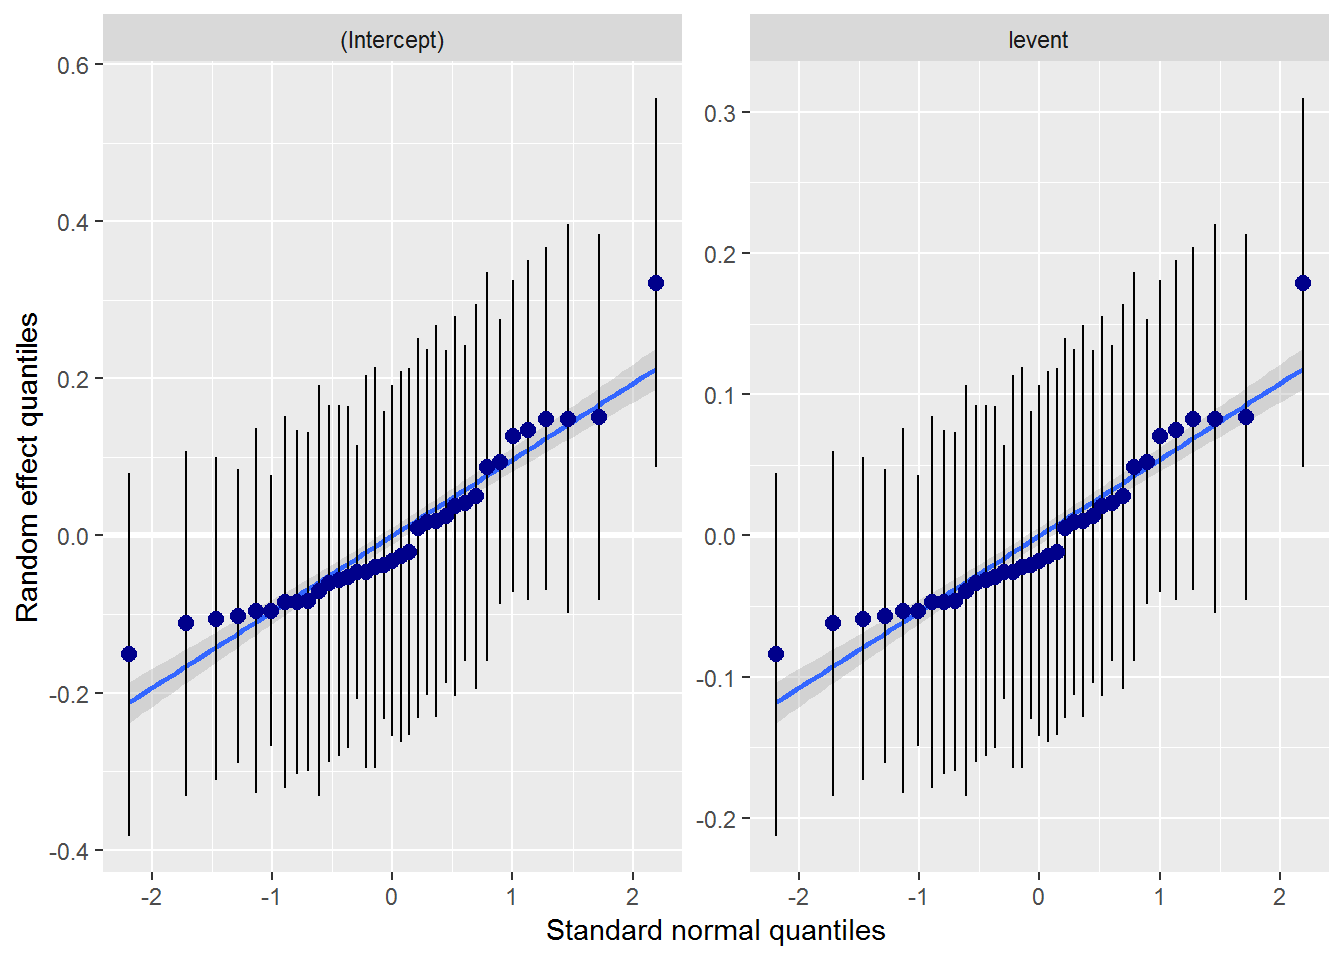 (Intercept)
levent
0.6
0.4
0.2
0.0
-0.2
-0.4
0.3
0.2
0.1
0.0
-0.1
-0.2
-2 -1 0 1 2
-2 -1 0 1 2
Random effect quantiles
Standard normal quantiles